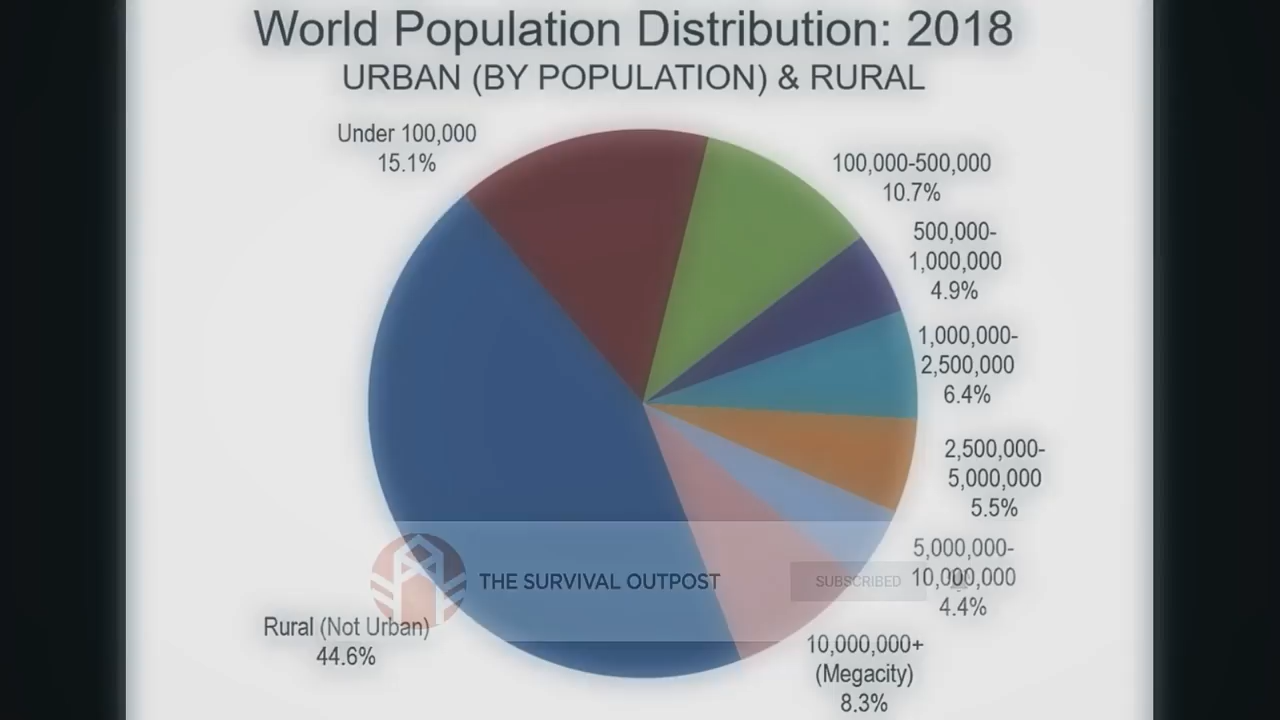 World Population Distribution: 2018
URBAN (BY POPULATION) & RURAL
Under 100,000
15.1%
100,000-500,000
10.7%
500,000-
1,000,000
4.9%
1,000,000-
2,500,000
6.4%
2,500,000-
5,000,000
5.5%
5,000,000-
10,000,000
4.4%
10,000,000+
(Megacity)
8.3%
Rural (Not Urban)
44.6%
THE SURVIVAL OUTPOST
SUBSCRIBED